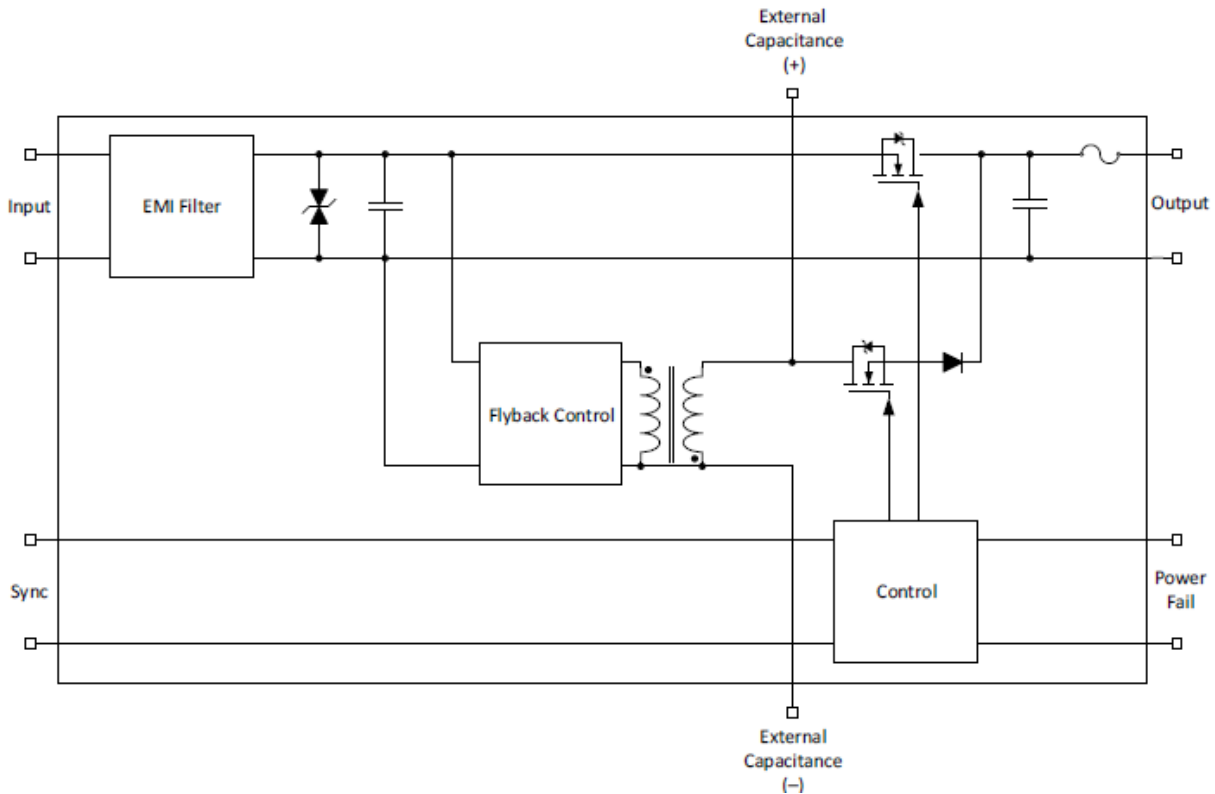 External
Capacitance
(+)
Input
EMI Filter
Output
Flyback Control
Sync
Control
Power
Fail
External
Capacitance
(–)